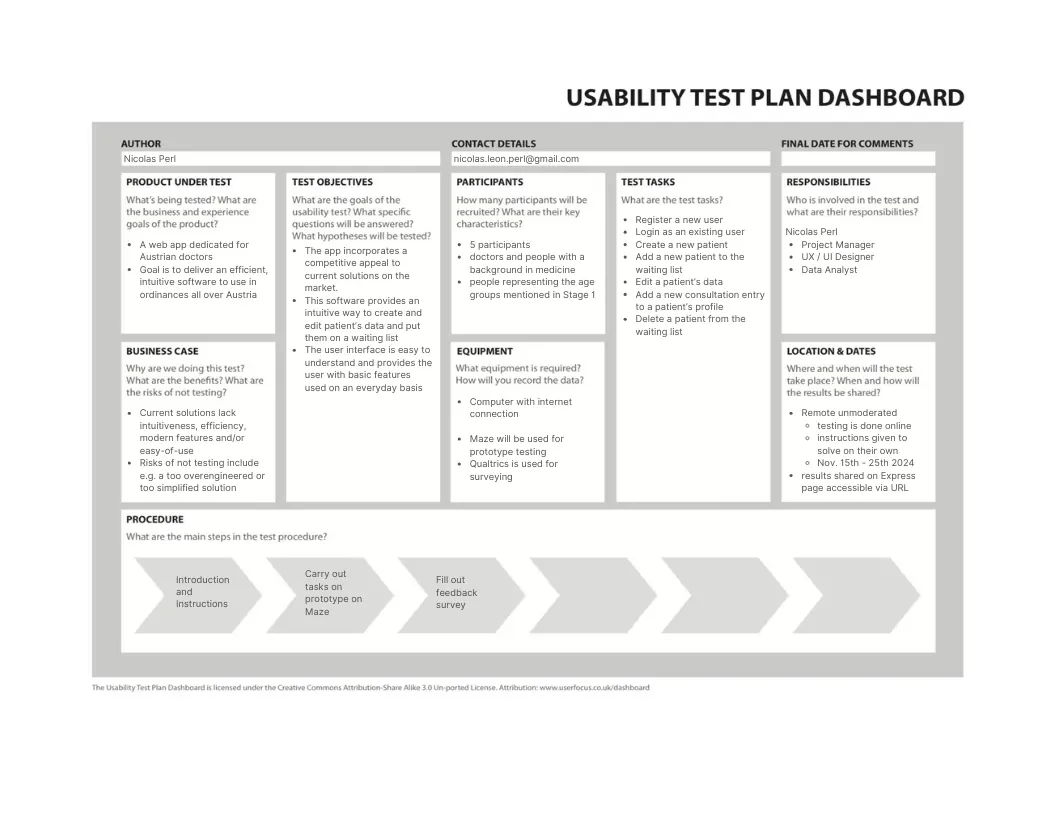 USABILITY TEST PLAN DASHBOARD
AUTHOR
Nicolas Perl
CONTACT DETAILS
nicolas.leon.perl@gmail.com
FINAL DATE FOR COMMENTS
PRODUCT UNDER TEST
What's being tested? What are
the business and experience
goals of the product?
• A web app dedicated for
Austrian doctors
• Goal is to deliver an efficient,
intuitive software to use in
ordinances all over Austria
BUSINESS CASE
Why are we doing this test?
What are the benefits? What are
the risks of not testing?
• Current solutions lack
intuitiveness, efficiency,
modern features and/or
easy-of-use
• Risks of not testing include
e.g. a too overengineered or
too simplified solution
TEST OBJECTIVES
What are the goals of the
usability test? What specific
questions will be answered?
What hypotheses will be tested?
• The app incorporates a
competitive appeal to
current solutions on the
market.
• This software provides an
intuitive way to create and
edit patient's data and put
them on a waiting list
• The user interface is easy to
understand and provides the
user with basic features
used on an everyday basis
PARTICIPANTS
How many participants will be
recruited? What are their key
characteristics?
• 5 participants
• doctors and people with a
background in medicine
• people representing the age
groups mentioned in Stage 1
EQUIPMENT
What equipment is required?
How will you record the data?
• Computer with internet
connection
• Maze will be used for
prototype testing
• Qualtrics is used for
surveying
TEST TASKS
What are the test tasks?
• Register a new user
• Login as an existing user
• Create a new patient
• Add a new patient to the
waiting list
• Edit a patient's data
• Add a new consultation entry
to a patient's profile
• Delete a patient from the
waiting list
RESPONSIBILITIES
Who is involved in the test and
what are their responsibilities?
Nicolas Perl
• Project Manager
• UX / UI Designer
• Data Analyst
LOCATION & DATES
Where and when will the test
take place? When and how will
the results be shared?
• Remote unmoderated
◦ testing is done online
◦ instructions given to
solve on their own
◦ Nov. 15th - 25th 2024
• results shared on Express
page accessible via URL
PROCEDURE
What are the main steps in the test procedure?
Introduction
and
Instructions
Carry out
tasks on
prototype on
Maze
Fill out
feedback
survey
The Usability Test Plan Dashboard is licensed under the Creative Commons Attribution-Share Alike 3.0 Un-ported License. Attribution: www.userfocus.co.uk/dashboard